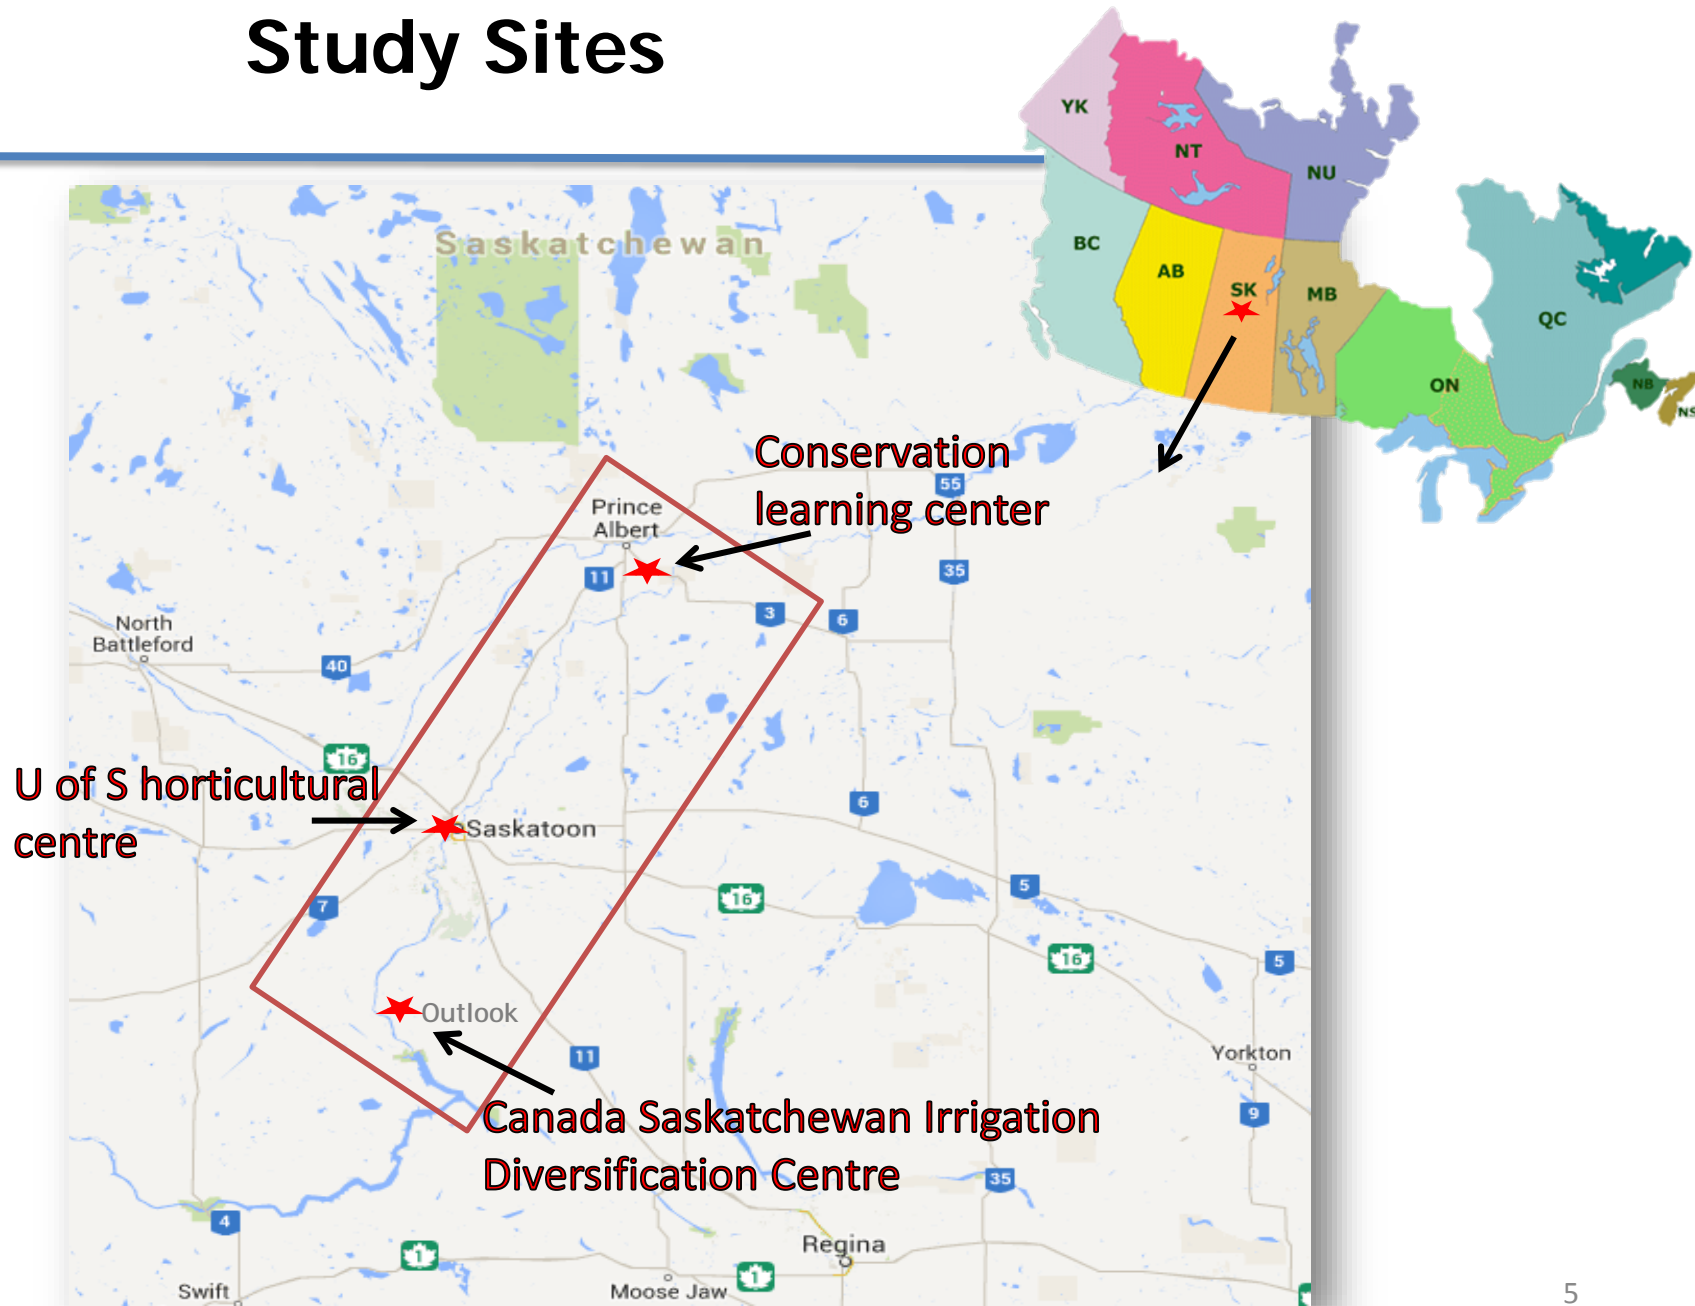 Study Sites
YK
NT
NU
BC
AB
SK
MB
QC
ON
NB
NS
Saskatchewan
Conservation
learning center
55
Prince
Albert
11
35
3
6
North
Battleford
40
16
U of S horticultural
centre
6
Saskatoon
5
16
7
16
5
Outlook
11
Yorkton
9
Canada Saskatchewan Irrigation
Diversification Centre
35
4
1
Regina
1
Swift
Moose Jaw
5